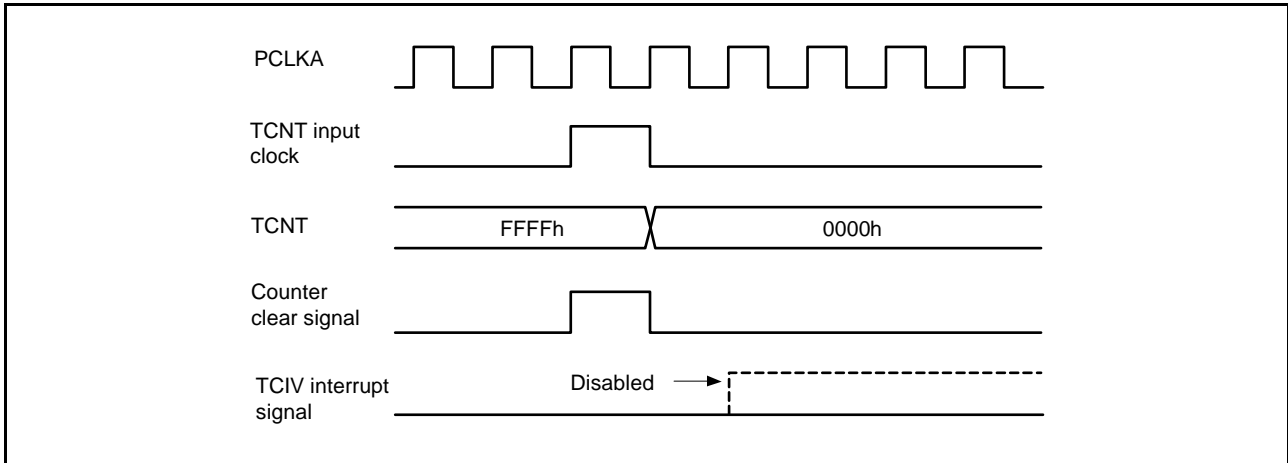 PCLKA
TCNT input
clock
TCNT
FFFFh
0000h
Counter
clear signal
TCIV interrupt
signal
Disabled